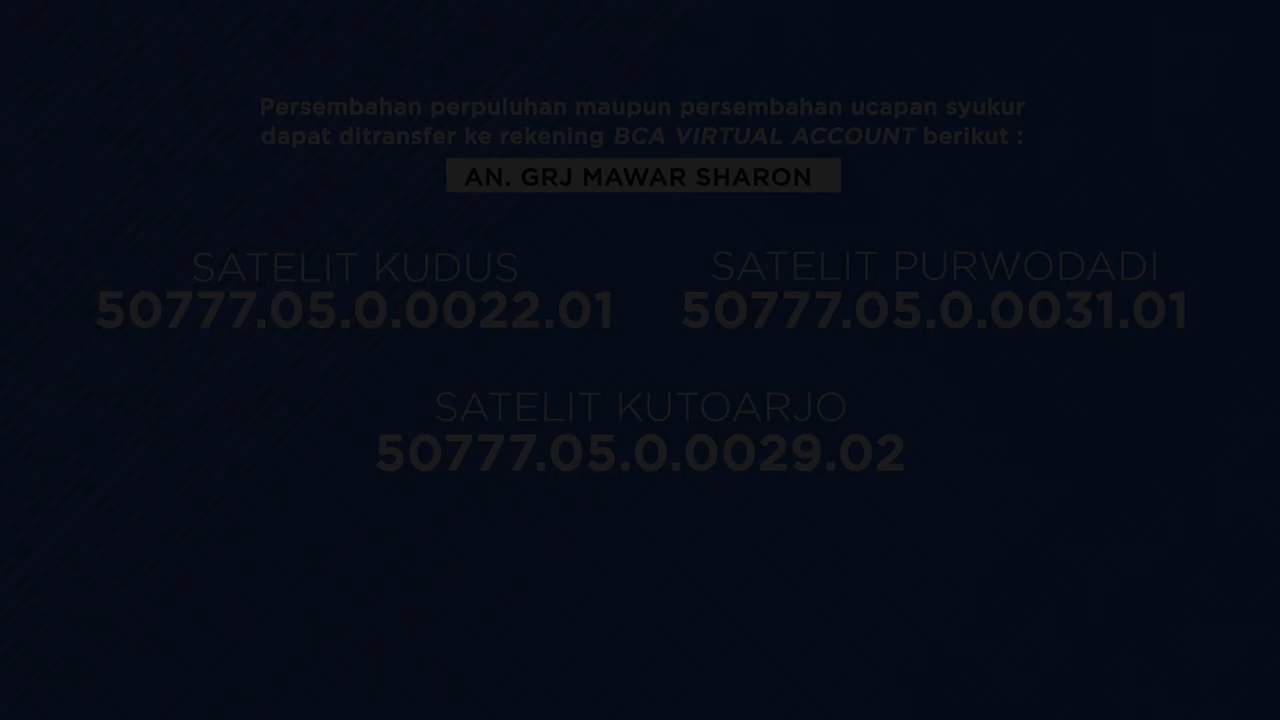 Persembahan perpuluhan maupun persembahan ucapan syukur
dapat ditransfer ke rekening BCA VIRTUAL ACCOUNT berikut :
AN. GRJ MAWAR SHARON
SATELIT KUDUS
50777.05.0.0022.01
SATELIT PURWODADI
50777.05.0.0031.01
SATELIT KUTOARJO
50777.05.0.0029.02